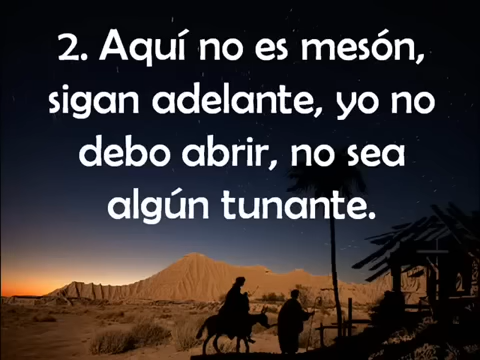 2. Aquí no es mesón,
sigan adelante, yo no
debo abrir, no sea
algún tunante.